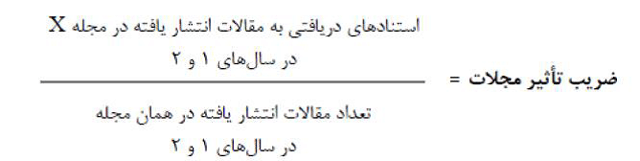 استنادهای دریافتی به مقالات انتشار یافته در مجله X
در سال‌های ۱ و ۲
ضریب تأثیر مجلات =
تعداد مقالات انتشار یافته در همان مجله
در سال‌های ۱ و ۲